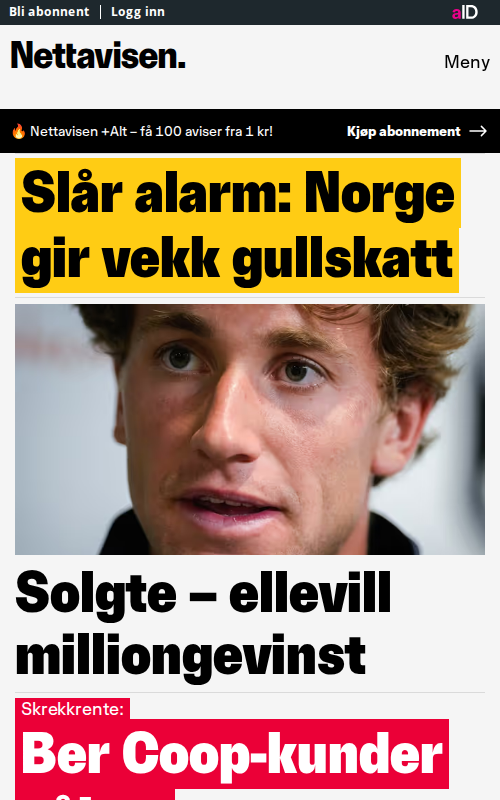 Bli abonnent | Logg inn
aID
Nettavisen.
Meny
🔥 Nettavisen +Alt – få 100 aviser fra 1 kr!
Kjøp abonnement →
Slår alarm: Norge
gir vekk gullskatt
Solgte – ellevill
milliongevinst
Skrekkrente:
Ber Coop-kunder